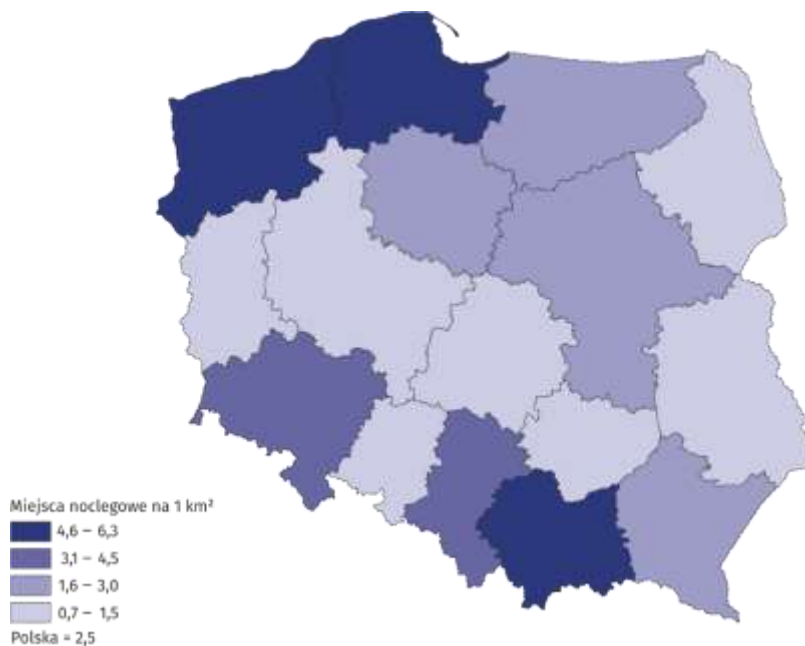 Miejsca noclegowe na 1 km²
4,6 – 6,3
3,1 – 4,5
1,6 – 3,0
0,7 – 1,5
Polska = 2,5